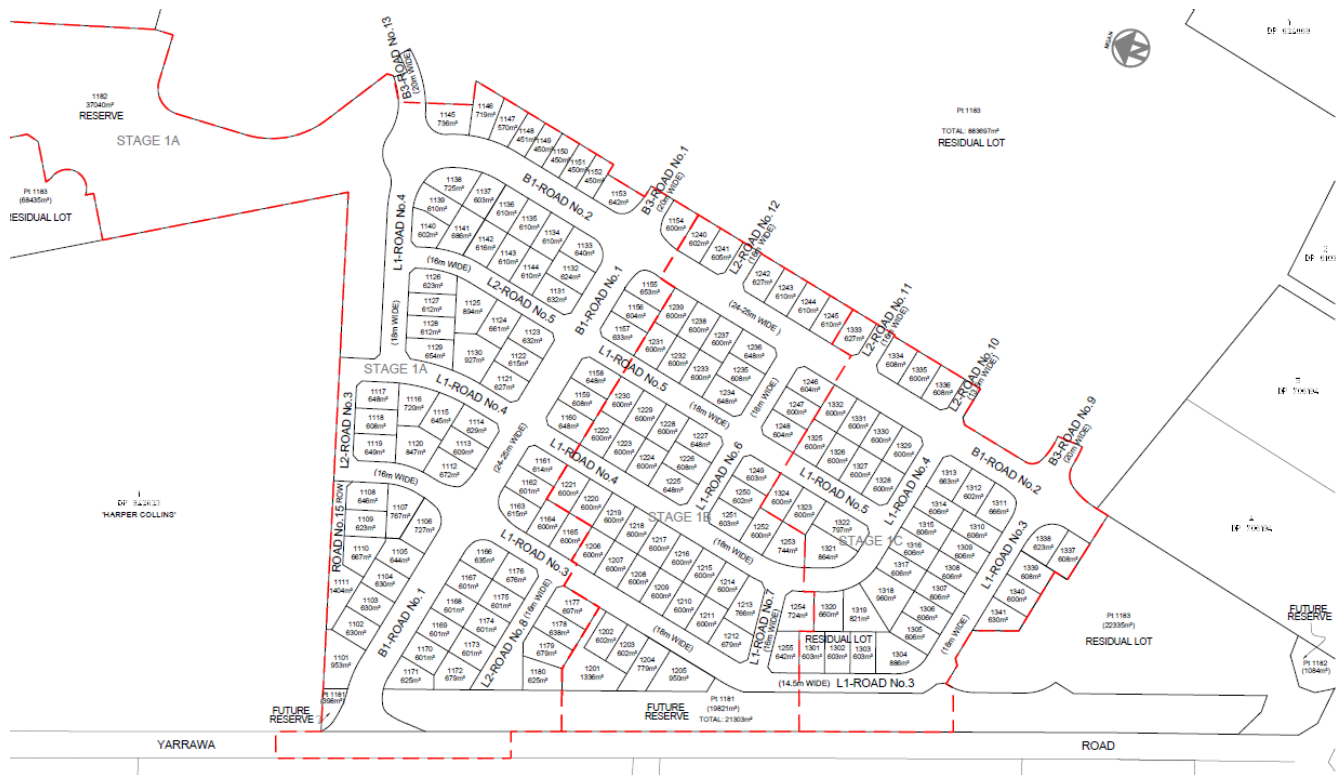 1182
37040m²
RESERVE
STAGE 1A
Pt 1183
(68435m²)
RESIDUAL LOT
B3-ROAD No.13
(20m WIDE)
Pt 1183
TOTAL: 883697m²
RESIDUAL LOT
1145
736m²
1146
719m²
1147
570m²
1148
451m²
1149
450m²
1150
450m²
1151
450m²
1152
450m²
1153
642m²
B3-ROAD No.1
(20m WIDE)
B1-ROAD No.2
1154
600m²
1240
602m²
1241
605m²
L2-ROAD No.12
(16m WIDE)
1242
627m²
1243
610m²
1244
610m²
1245
610m²
1333
627m²
L2-ROAD No.11
1334
608m²
1335
600m²
1336
608m²
L2-ROAD No.10
B3-ROAD No.9
(20m WIDE)
B1-ROAD No.2
(24-25m WIDE )
L1-ROAD No.4
(18m WIDE)
1138
725m²
1137
603m²
1139
610m²
1136
610m²
1135
610m²
1134
610m²
1133
640m²
1140
602m²
1141
686m²
1142
616m²
1143
610m²
1144
610m²
1132
624m²
1131
632m²
(16m WIDE)
L2-ROAD No.5
B1-ROAD No.1
1126
623m²
1127
612m²
1125
894m²
1128
612m²
1124
661m²
1123
632m²
1129
654m²
1130
927m²
1122
615m²
1121
627m²
STAGE 1A
L1-ROAD No.4
1117
648m²
1116
720m²
1115
645m²
1114
629m²
1118
608m²
1113
609m²
1119
649m²
1120
847m²
1112
672m²
L2-ROAD No.3
(16m WIDE)
(24-25m WIDE)
1108
646m²
1107
767m²
1106
727m²
1109
623m²
1110
667m²
1105
644m²
1111
1404m²
1104
630m²
1103
630m²
1102
630m²
1101
953m²
ROAD No.15 ROW
B1-ROAD No.1
1155
653m²
1156
604m²
1157
633m²
1239
600m²
1238
600m²
1237
600m²
1236
648m²
1231
600m²
1232
600m²
1233
600m²
1235
608m²
1234
648m²
L1-ROAD No.5
(18m WIDE)
(18m WIDE)
1158
648m²
1159
608m²
1160
648m²
1230
600m²
1229
600m²
1228
600m²
1227
648m²
1222
600m²
1223
600m²
1224
600m²
1226
608m²
1225
648m²
L1-ROAD No.6
L1-ROAD No.4
1246
604m²
1247
600m²
1248
604m²
1332
600m²
1331
600m²
1330
600m²
1329
600m²
1325
600m²
1326
600m²
1327
600m²
1328
600m²
L1-ROAD No.5
L1-ROAD No.4
1249
603m²
1250
602m²
1251
603m²
1252
600m²
1253
744m²
1324
600m²
1323
600m²
1322
797m²
1321
864m²
STAGE 1B
STAGE 1C
1161
614m²
1162
601m²
1163
615m²
1164
600m²
1165
600m²
1221
600m²
1220
600m²
1219
600m²
1218
600m²
1217
600m²
1216
600m²
1215
600m²
1214
600m²
1213
766m²
1206
600m²
1207
600m²
1208
600m²
1209
600m²
1210
600m²
1211
600m²
1212
679m²
(18m WIDE)
L1-ROAD No.3
(18m WIDE)
L1-ROAD No.7
(16m WIDE)
1166
635m²
1167
601m²
1168
601m²
1169
601m²
1170
601m²
1171
625m²
1176
676m²
1175
601m²
1174
601m²
1173
601m²
1172
679m²
L2-ROAD No.8
(16m WIDE)
1177
697m²
1178
638m²
1179
679m²
1180
625m²
1202
602m²
1203
602m²
1204
779m²
1201
1336m²
1205
950m²
1254
724m²
1320
660m²
1319
821m²
1318
960m²
RESIDUAL LOT
1255
642m²
1301
603m²
1302
603m²
1303
603m²
1304
886m²
(14.5m WIDE)
L1-ROAD No.3
1313
663m²
1312
602m²
1311
666m²
1314
606m²
1315
606m²
1310
606m²
1316
606m²
1309
606m²
1317
606m²
1308
606m²
1307
606m²
1306
606m²
1305
606m²
L1-ROAD No.3
(18m WIDE)
1338
623m²
1337
608m²
1339
608m²
1340
600m²
1341
630m²
Pt 1183
(22335m²)
RESIDUAL LOT
FUTURE
RESERVE
Pt 1182
(1084m²)
'HARPER COLLINS'
Pt 1181
(398m²)
FUTURE
RESERVE
FUTURE
RESERVE
Pt 1181
(19821m²)
TOTAL: 21303m²
YARRAWA
ROAD